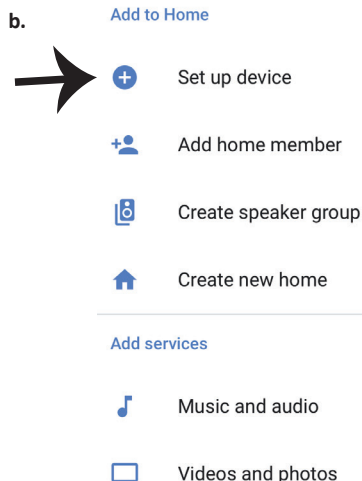 Add to Home
b.
Set up device
Add home member
Create speaker group
Create new home
Add services
Music and audio
Videos and photos